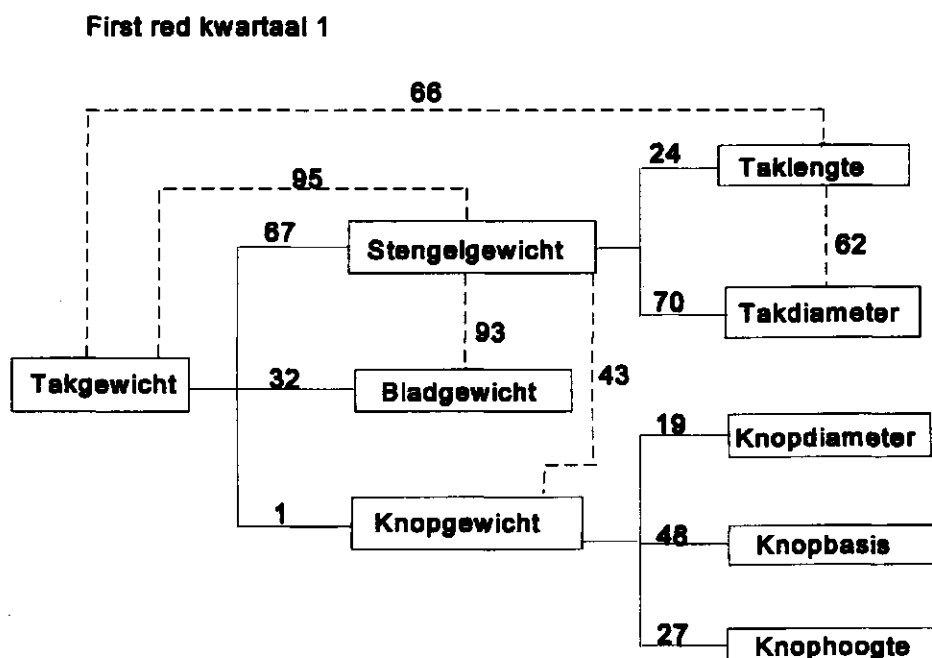 First red kwartaal 1
66
24
Taklengte
95
67
Stengelgewicht
62
70
Takdiameter
93
43
Takgewicht
32
Bladgewicht
19
Knopdiameter
1
Knopgewicht
48
Knopbasis
27
Knophoogte